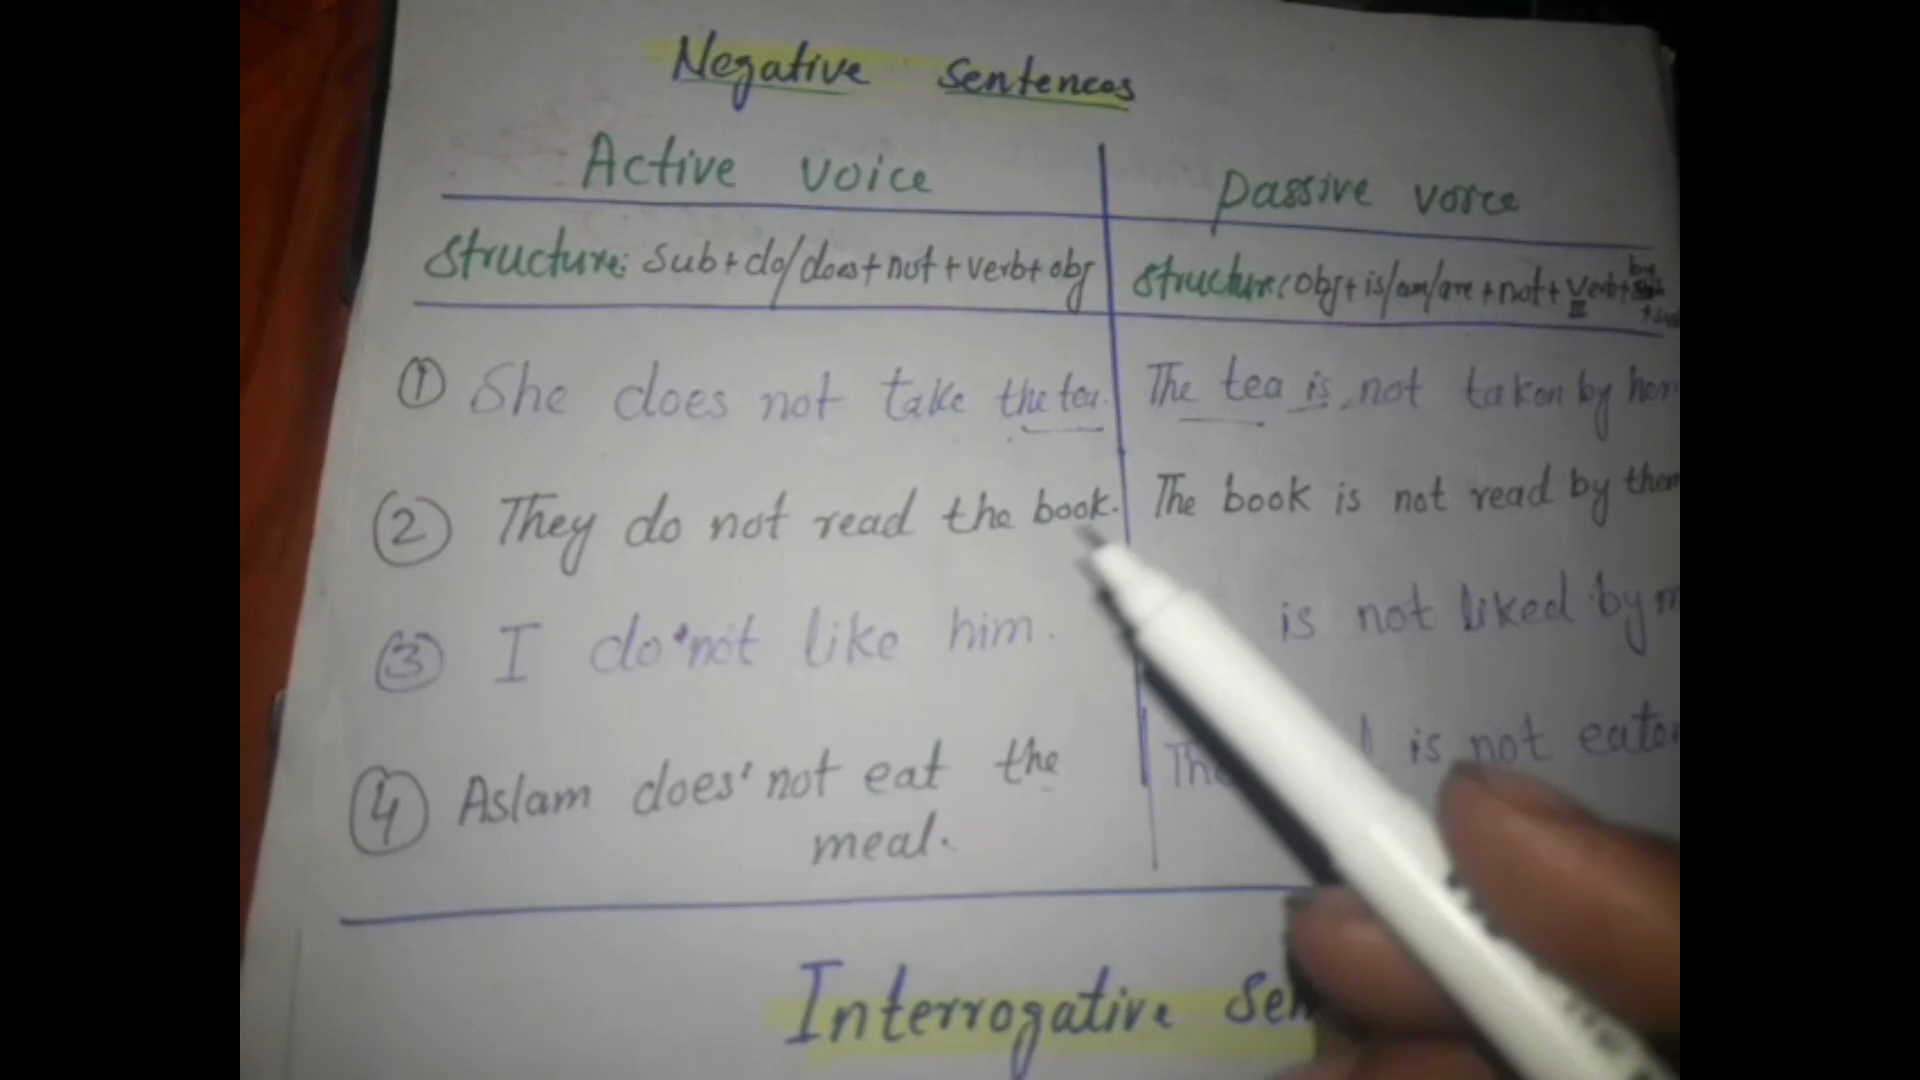 Negative Sentences
Active voice
Passive voice
Structure: Sub+do/does+not+verb+obj
Structure: obj+is/am/are+not+verb+by
III
① She does not take the tea.
The tea is not taken by her
② They do not read the book.
The book is not read by them
③ I do not like him.
is not liked by
④ Aslam does not eat the
meal.
is not eaten
Interrogative